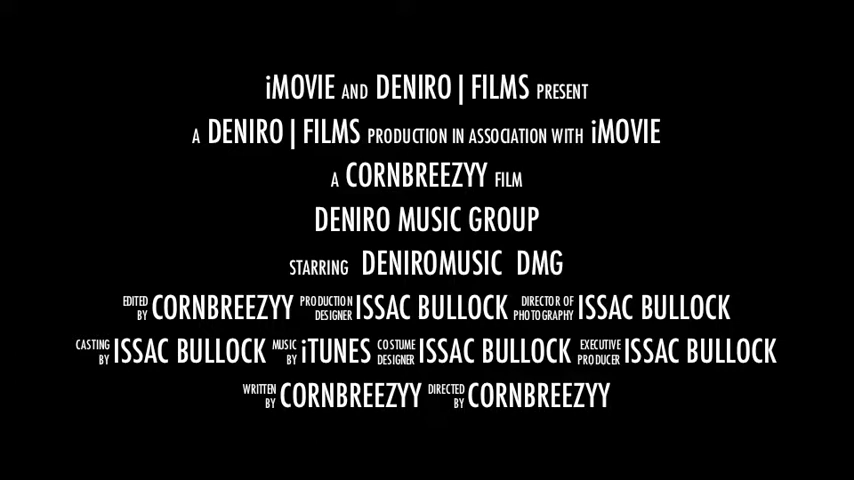 iMOVIE AND DENIRO | FILMS PRESENT
A DENIRO | FILMS PRODUCTION IN ASSOCIATION WITH iMOVIE
A CORNBREEZYY FILM
DENIRO MUSIC GROUP
STARRING DENIROMUSIC DMG
EDITED BY CORNBREEZYY PRODUCTION DESIGNER ISSAC BULLOCK DIRECTOR OF PHOTOGRAPHY ISSAC BULLOCK
CASTING BY ISSAC BULLOCK MUSIC BY iTUNES COSTUME DESIGNER ISSAC BULLOCK EXECUTIVE PRODUCER ISSAC BULLOCK
WRITTEN BY CORNBREEZYY DIRECTED BY CORNBREEZYY